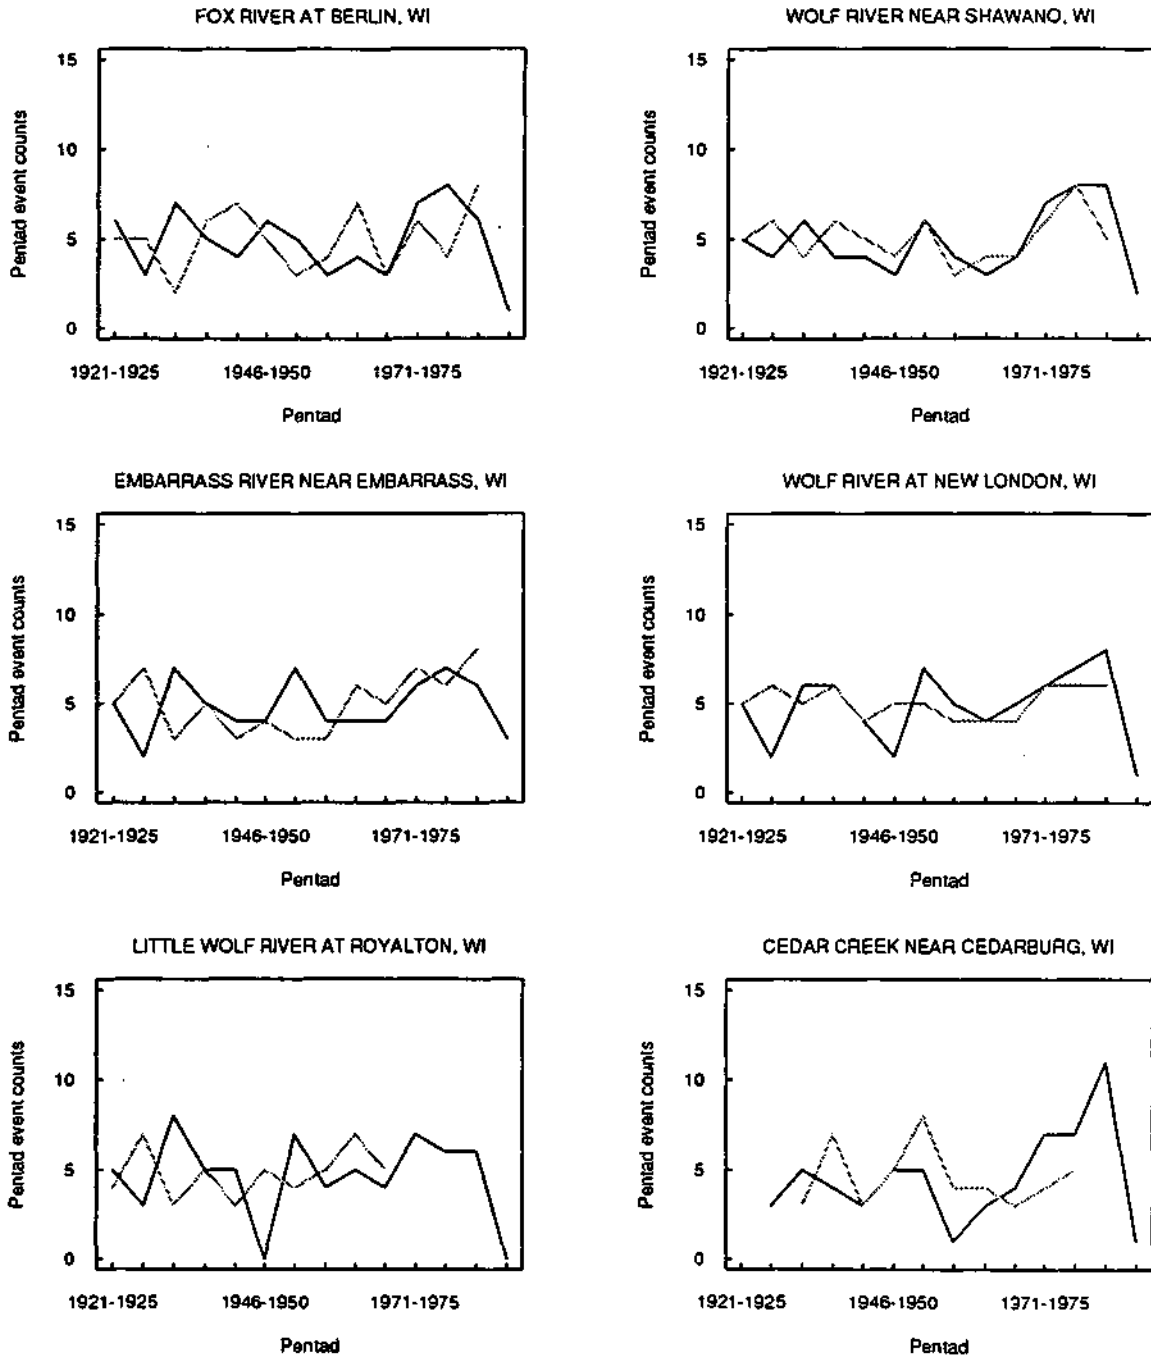 FOX RIVER AT BERLIN, WI
Pentad event counts
15
10
5
0
1921-1925 1946-1950 1971-1975
Pentad
WOLF RIVER NEAR SHAWANO, WI
Pentad event counts
15
10
5
0
1921-1925 1946-1950 1971-1975
Pentad
EMBARRASS RIVER NEAR EMBARRASS, WI
Pentad event counts
15
10
5
0
1921-1925 1946-1950 1971-1975
Pentad
WOLF RIVER AT NEW LONDON, WI
Pentad event counts
15
10
5
0
1921-1925 1946-1950 1971-1975
Pentad
LITTLE WOLF RIVER AT ROYALTON, WI
Pentad event counts
15
10
5
0
1921-1925 1946-1950 1971-1975
Pentad
CEDAR CREEK NEAR CEDARBURG, WI
Pentad event counts
15
10
5
0
1921-1925 1946-1950 1971-1975
Pentad